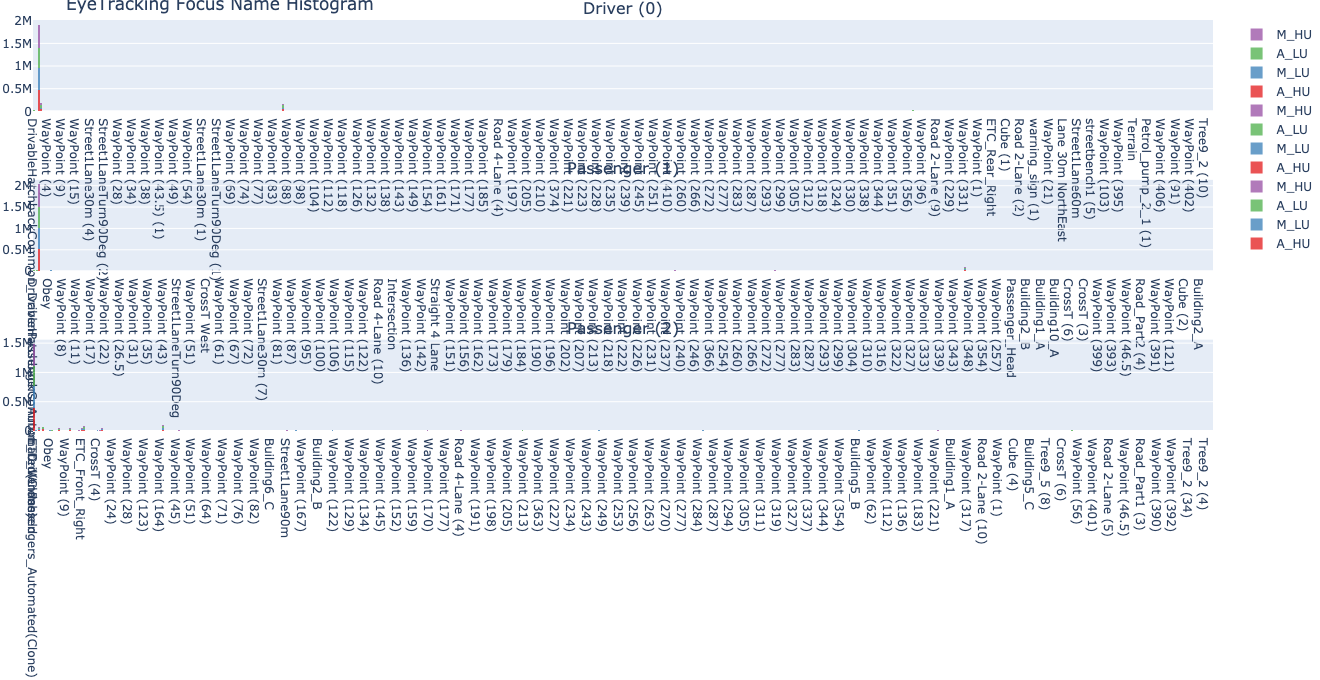 EyeTracking Focus Name Histogram
Driver (0)
2M
1.5M
1M
0.5M
0
M_HU
A_LU
M_LU
A_HU
M_HU
A_LU
M_LU
A_HU
M_HU
A_LU
M_LU
A_HU
WayPoint (4)
WayPoint (9)
WayPoint (15)
Street1Lane30m (4)
WayPoint (28)
WayPoint (34)
WayPoint (38)
WayPoint (43.5) (1)
WayPoint (49)
WayPoint (54)
Street1Lane30m (1)
WayPoint (59)
WayPoint (74)
WayPoint (77)
WayPoint (83)
WayPoint (88)
WayPoint (98)
WayPoint (104)
WayPoint (112)
WayPoint (118)
WayPoint (126)
WayPoint (132)
WayPoint (138)
WayPoint (143)
WayPoint (149)
WayPoint (154)
WayPoint (161)
WayPoint (171)
WayPoint (177)
WayPoint (185)
Road 4-Lane (4)
WayPoint (197)
WayPoint (205)
WayPoint (210)
WayPoint (374)
WayPoint (221)
WayPoint (223)
WayPoint (228)
WayPoint (235)
WayPoint (239)
WayPoint (245)
WayPoint (251)
WayPoint (410)
WayPoint (260)
WayPoint (266)
WayPoint (272)
WayPoint (277)
WayPoint (283)
WayPoint (287)
WayPoint (293)
WayPoint (299)
WayPoint (305)
WayPoint (312)
WayPoint (318)
WayPoint (324)
WayPoint (330)
WayPoint (338)
WayPoint (344)
WayPoint (351)
WayPoint (356)
WayPoint (96)
Road 2-Lane (9)
WayPoint (229)
WayPoint (331)
WayPoint (1)
ETC_Rear_Right
Cube (1)
Road 2-Lane (2)
warning_sign (1)
WayPoint (21)
Lane 30m NorthEast
Street1Lane60m
streetbench1 (5)
WayPoint (103)
WayPoint (395)
Terrain
Petrol_pump_2_1 (1)
WayPoint (406)
WayPoint (91)
WayPoint (402)
Tree9_2 (10)
Passenger (1)
2M
1.5M
1M
0.5M
0
Obey
WayPoint (8)
WayPoint (11)
WayPoint (17)
WayPoint (22)
WayPoint (26.5)
WayPoint (31)
WayPoint (35)
WayPoint (43)
Street1LaneTurn90Deg
WayPoint (51)
CrossT West
WayPoint (61)
WayPoint (67)
WayPoint (72)
Street1Lane30m (7)
WayPoint (81)
WayPoint (87)
WayPoint (95)
WayPoint (100)
WayPoint (106)
WayPoint (115)
WayPoint (122)
Road 4-Lane (10)
Intersection
WayPoint (136)
WayPoint (142)
Straight 4 Lane
WayPoint (151)
WayPoint (156)
WayPoint (162)
WayPoint (173)
WayPoint (179)
WayPoint (184)
WayPoint (190)
WayPoint (196)
WayPoint (202)
WayPoint (207)
WayPoint (213)
WayPoint (218)
WayPoint (222)
WayPoint (226)
WayPoint (231)
WayPoint (237)
WayPoint (240)
WayPoint (246)
WayPoint (366)
WayPoint (254)
WayPoint (260)
WayPoint (266)
WayPoint (272)
WayPoint (277)
WayPoint (283)
WayPoint (287)
WayPoint (293)
WayPoint (299)
WayPoint (304)
WayPoint (310)
WayPoint (316)
WayPoint (322)
WayPoint (327)
WayPoint (333)
WayPoint (339)
WayPoint (343)
WayPoint (348)
WayPoint (354)
WayPoint (257)
Passenger_Head
Building2_B
Building1_A
Building10_A
CrossT (6)
CrossT (3)
WayPoint (399)
WayPoint (393)
WayPoint (46.5)
Road_Part2 (4)
WayPoint (391)
WayPoint (121)
Cube (2)
Building2_A
Passenger (2)
1.5M
1M
0.5M
Obey
WayPoint (9)
ETC_Front_Right
CrossT (4)
WayPoint (24)
WayPoint (28)
WayPoint (123)
WayPoint (164)
WayPoint (45)
WayPoint (51)
CrossT (64)
WayPoint (71)
WayPoint (76)
WayPoint (82)
Building6_C
Street1Lane90m
WayPoint (167)
Building2_B
WayPoint (122)
WayPoint (129)
WayPoint (134)
WayPoint (145)
WayPoint (152)
WayPoint (159)
WayPoint (170)
WayPoint (177)
Road 4-Lane (4)
WayPoint (191)
WayPoint (198)
WayPoint (205)
WayPoint (213)
WayPoint (363)
WayPoint (227)
WayPoint (234)
WayPoint (243)
WayPoint (249)
WayPoint (253)
WayPoint (256)
WayPoint (263)
WayPoint (270)
WayPoint (277)
WayPoint (284)
WayPoint (287)
WayPoint (294)
WayPoint (305)
WayPoint (311)
WayPoint (319)
WayPoint (327)
WayPoint (337)
WayPoint (344)
WayPoint (354)
Building5_B
WayPoint (62)
WayPoint (112)
WayPoint (136)
WayPoint (183)
WayPoint (221)
Building1_A
WayPoint (317)
Road 2-Lane (10)
WayPoint (1)
Cube (4)
Building5_C
Tree9_5 (8)
CrossT (6)
WayPoint (56)
WayPoint (401)
Road 2-Lane (5)
WayPoint (46.5)
Road_Part1 (3)
WayPoint (390)
WayPoint (392)
Tree9_2 (34)
Tree9_2 (4)